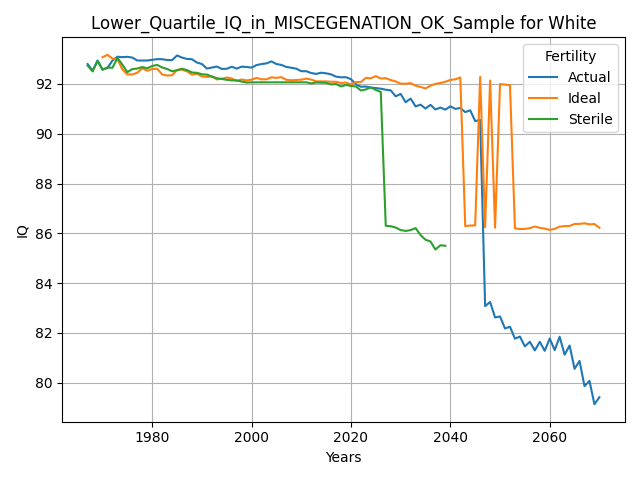 Lower_Quartile_IQ_in_MISCEGENATION_OK_Sample for White
Fertility
Actual
Ideal
Sterile
IQ
92
90
88
86
84
82
80
1980 2000 2020 2040 2060
Years